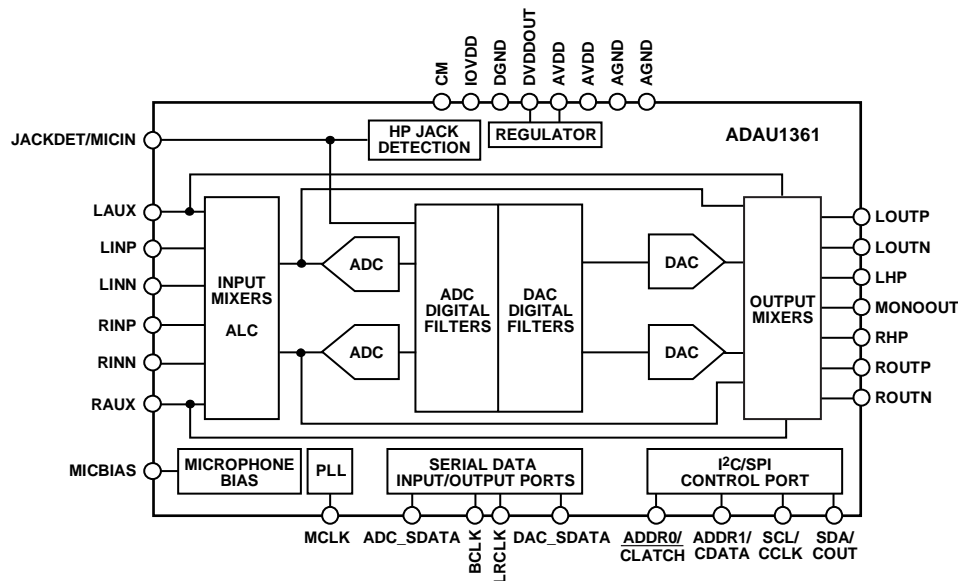 CM
IOVDD
DGND
DVDDOUT
AVDD
AVDD
AGND
AGND
JACKDET/MICIN
HP JACK
DETECTION
REGULATOR
ADAU1361
LAUX
LINP
LINN
RINP
RINN
RAUX
INPUT
MIXERS
ALC
ADC
ADC
ADC
DIGITAL
FILTERS
DAC
DIGITAL
FILTERS
DAC
DAC
OUTPUT
MIXERS
LOUTP
LOUTN
LHP
MONOOUT
RHP
ROUTP
ROUTN
MICBIAS
MICROPHONE
BIAS
PLL
SERIAL DATA
INPUT/OUTPUT PORTS
I²C/SPI
CONTROL PORT
MCLK
ADC_SDATA
BCLK
LRCLK
DAC_SDATA
ADDR0/
CLATCH
ADDR1/
CDATA
SCL/
CCLK
SDA/
COUT